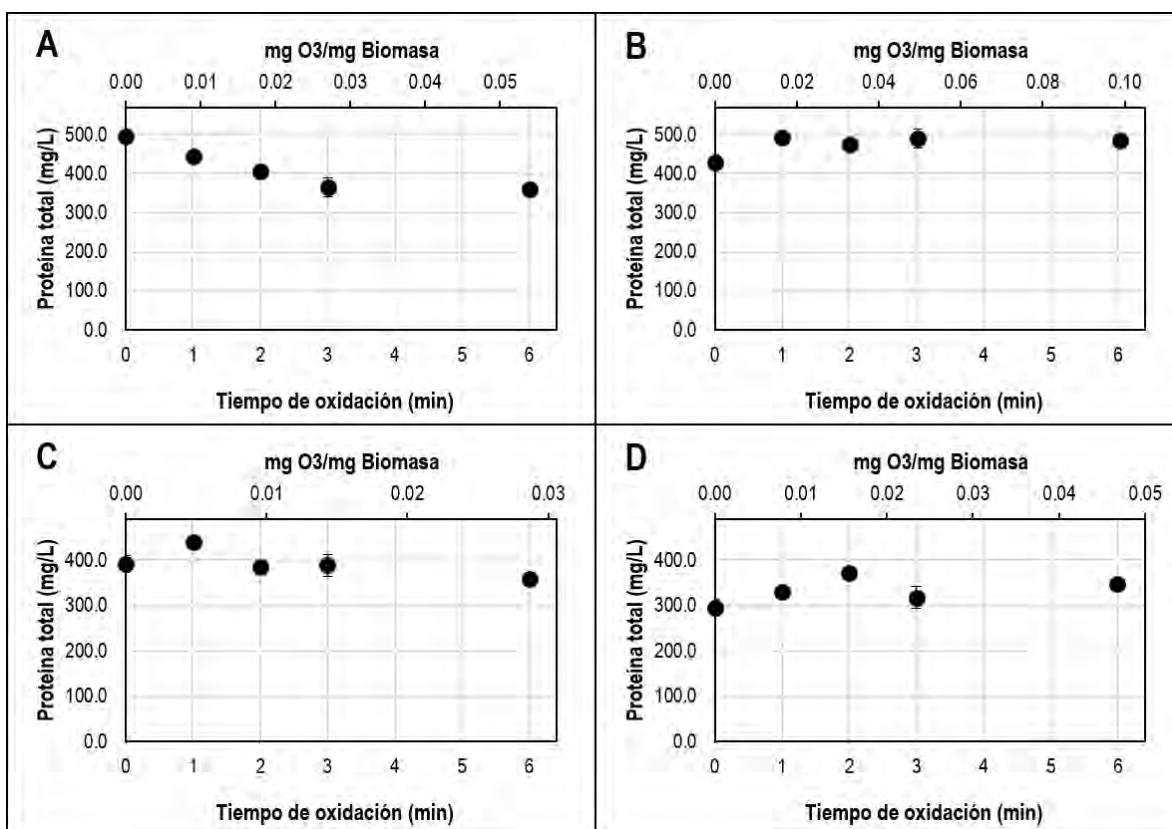 A
mg O3/mg Biomasa
0.00 0.01 0.02 0.03 0.04 0.05
Proteína total (mg/L)
500.0
400.0
300.0
200.0
100.0
0.0
0 1 2 3 4 5 6
Tiempo de oxidación (min)
B
mg O3/mg Biomasa
0.00 0.02 0.04 0.06 0.08 0.10
Proteína total (mg/L)
500.0
400.0
300.0
200.0
100.0
0.0
0 1 2 3 4 5 6
Tiempo de oxidación (min)
C
mg O3/mg Biomasa
0.00 0.01 0.02 0.03
Proteína total (mg/L)
400.0
300.0
200.0
100.0
0.0
0 1 2 3 4 5 6
Tiempo de oxidación (min)
D
mg O3/mg Biomasa
0.00 0.01 0.02 0.03 0.04 0.05
Proteína total (mg/L)
400.0
300.0
200.0
100.0
0.0
0 1 2 3 4 5 6
Tiempo de oxidación (min)